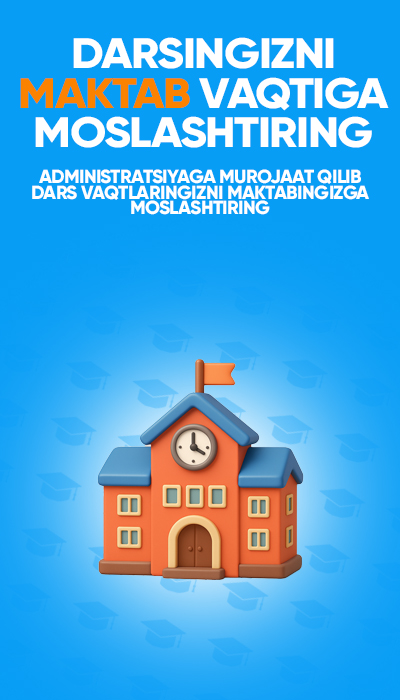 DARSINGIZNI
MAKTAB VAQTIGA
MOSLASHTIRING
ADMINISTRATSIYAGA MUROJAAT QILIB
DARS VAQTLARINGIZNI MAKTABINGIZGA
MOSLASHTIRING